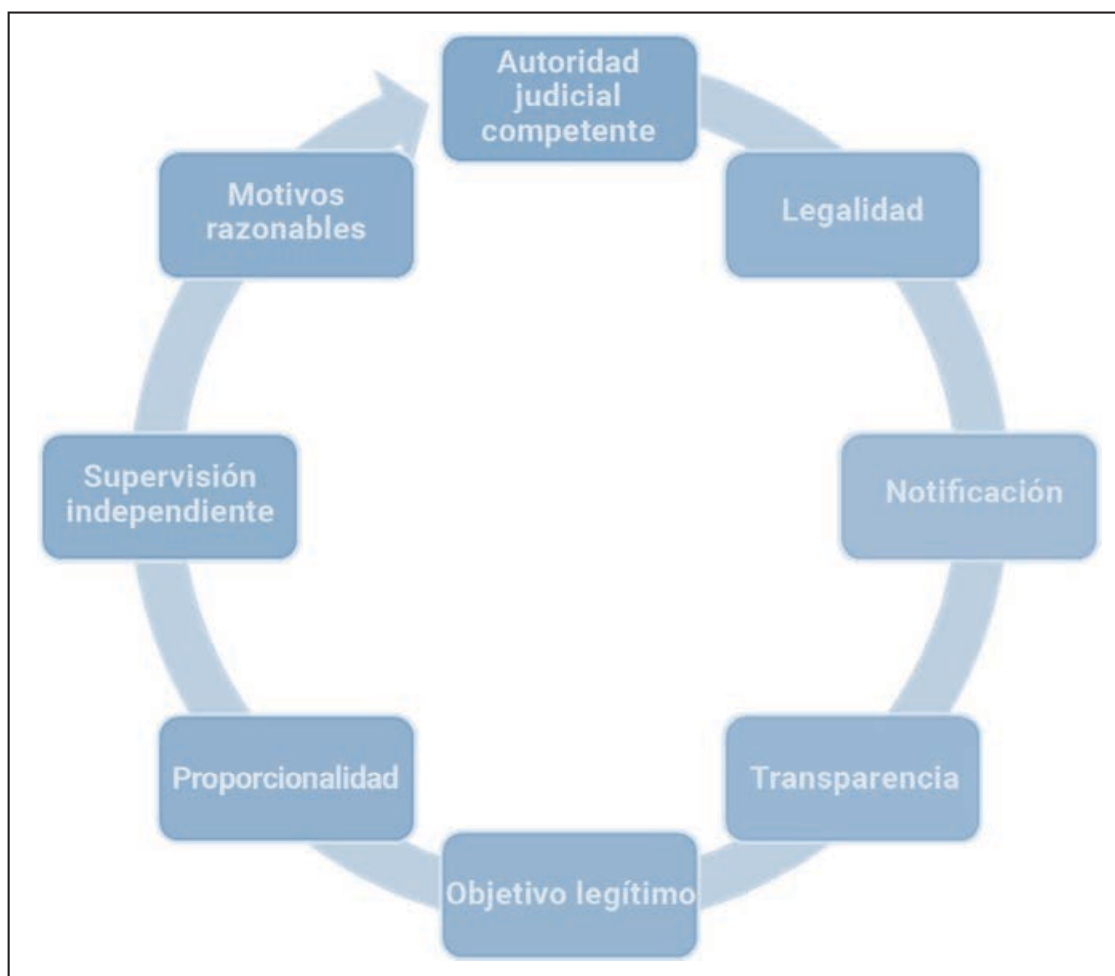 Autoridad
judicial
competente
Legalidad
Notificación
Transparencia
Objetivo legítimo
Proporcionalidad
Supervisión
independiente
Motivos
razonables